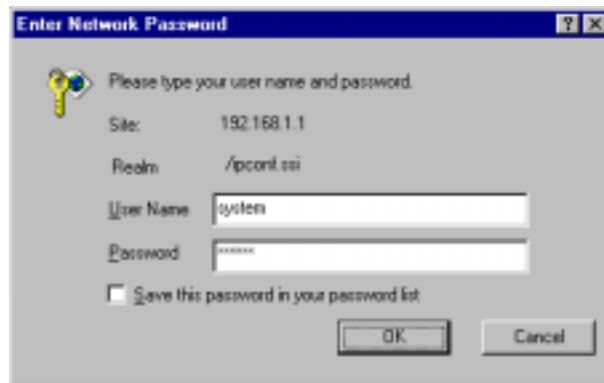 Enter Network Password
Please type your user name and password.
Site: 192.168.1.1
Realm /ipconf.ssi
User Name system
Password ******
Save this password in your password list
OK Cancel